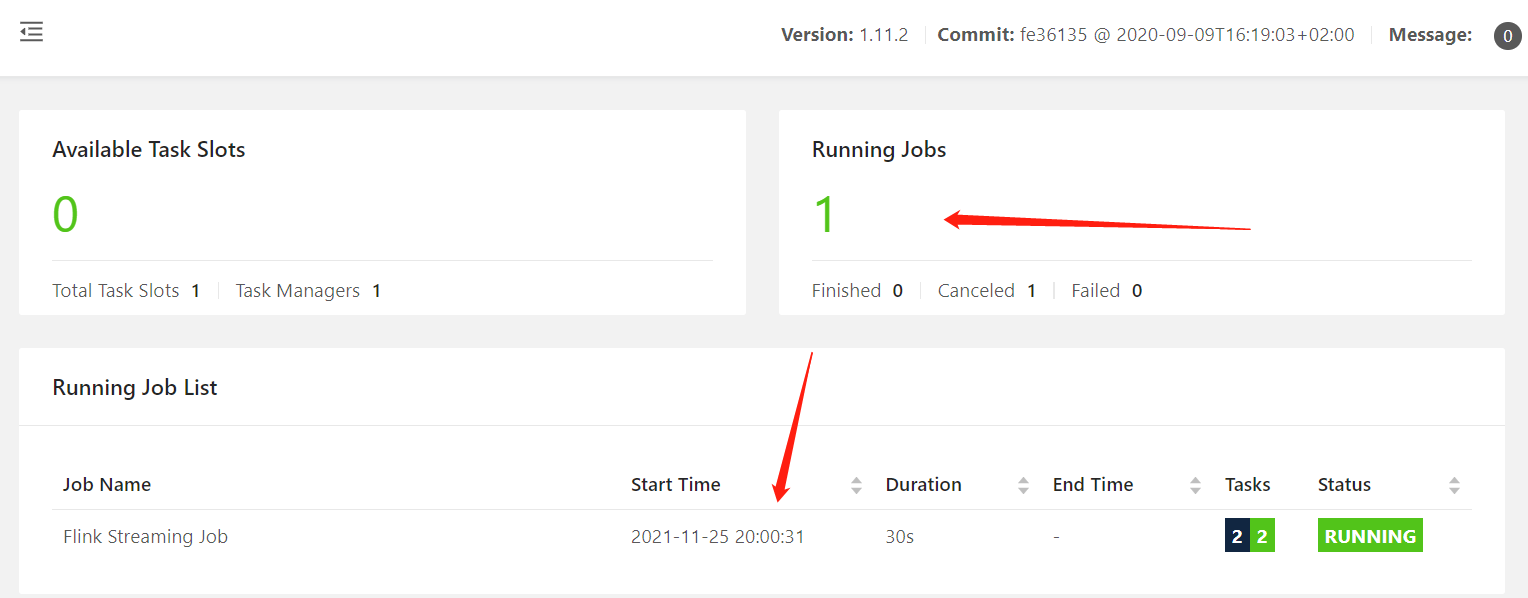 Version: 1.11.2 Commit: fe36135 @ 2020-09-09T16:19:03+02:00 Message: 0
Available Task Slots
0
Total Task Slots 1 Task Managers 1
Running Jobs
1
Finished 0 Canceled 1 Failed 0
Running Job List
Job Name Start Time Duration End Time Tasks Status
Flink Streaming Job 2021-11-25 20:00:31 30s - 2 2 RUNNING